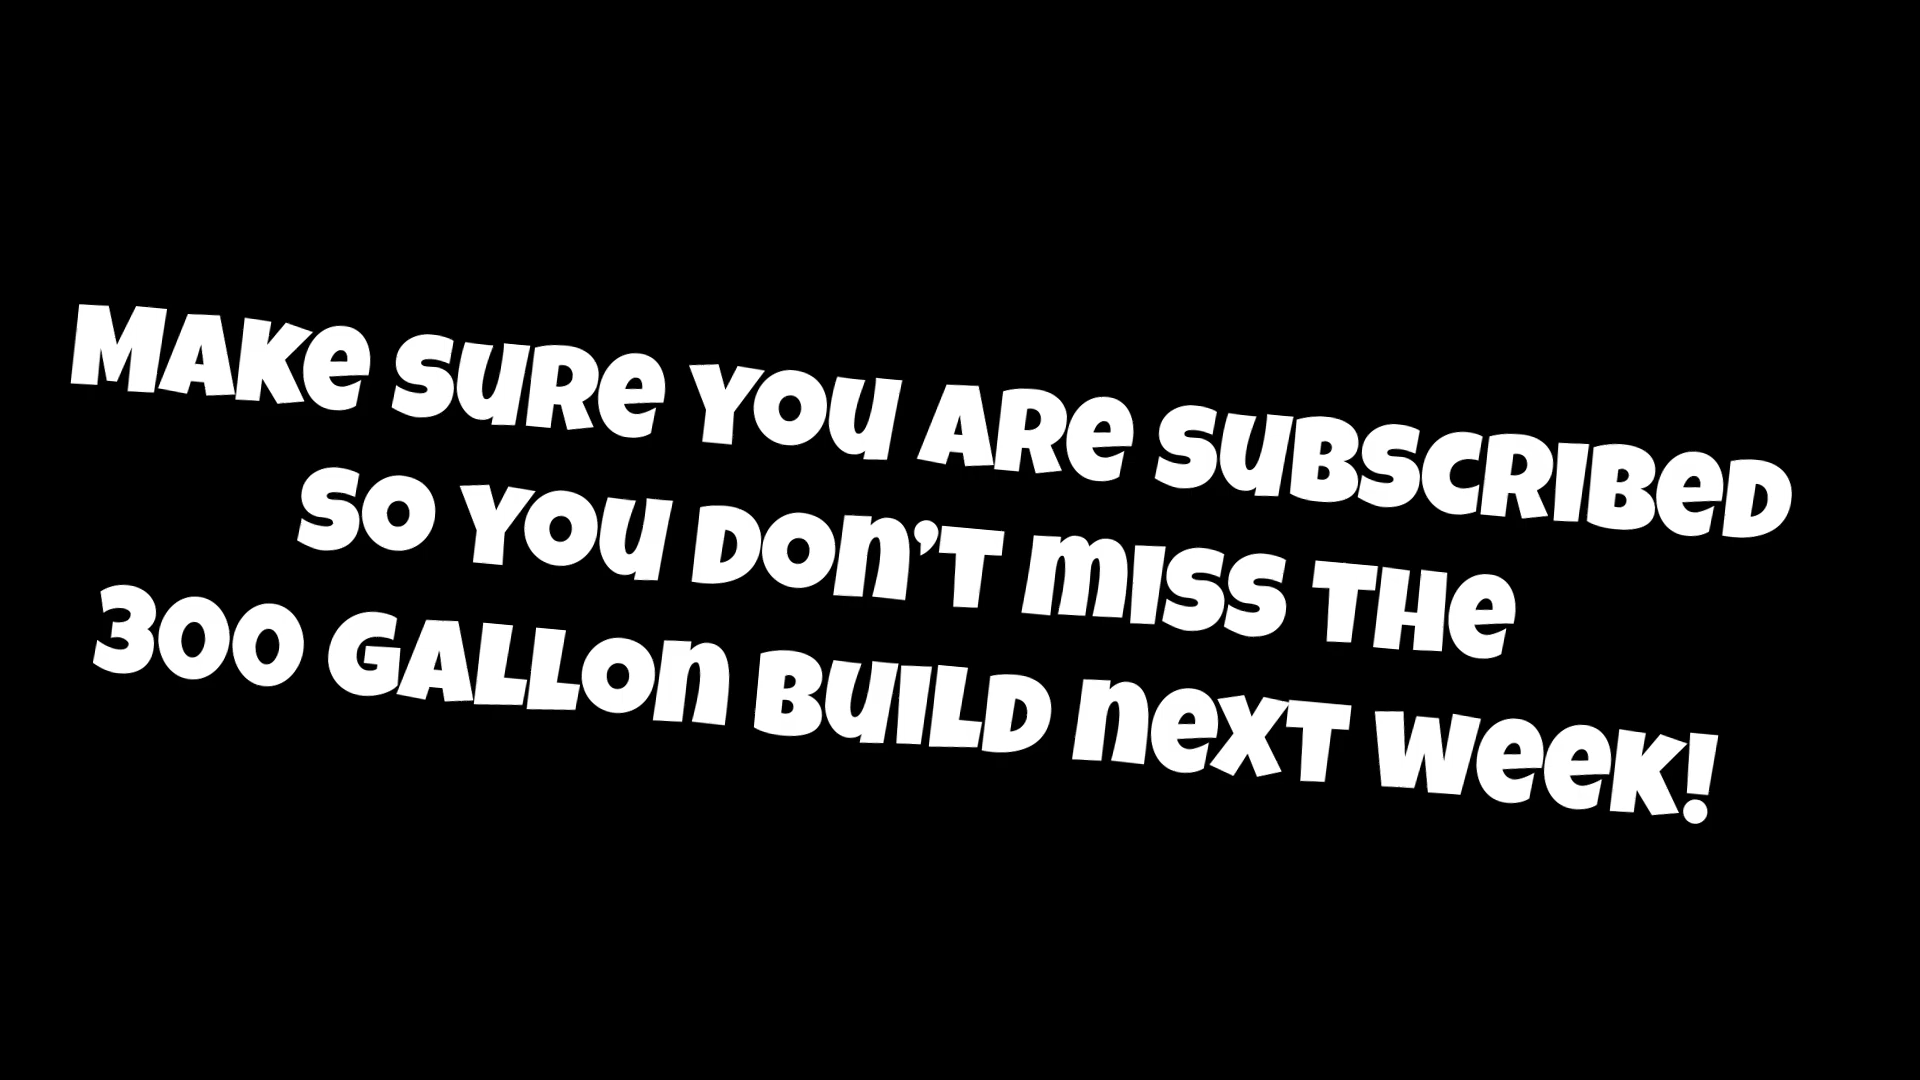 Make sure you are subscribed
so you don’t miss the
300 gallon build next week!